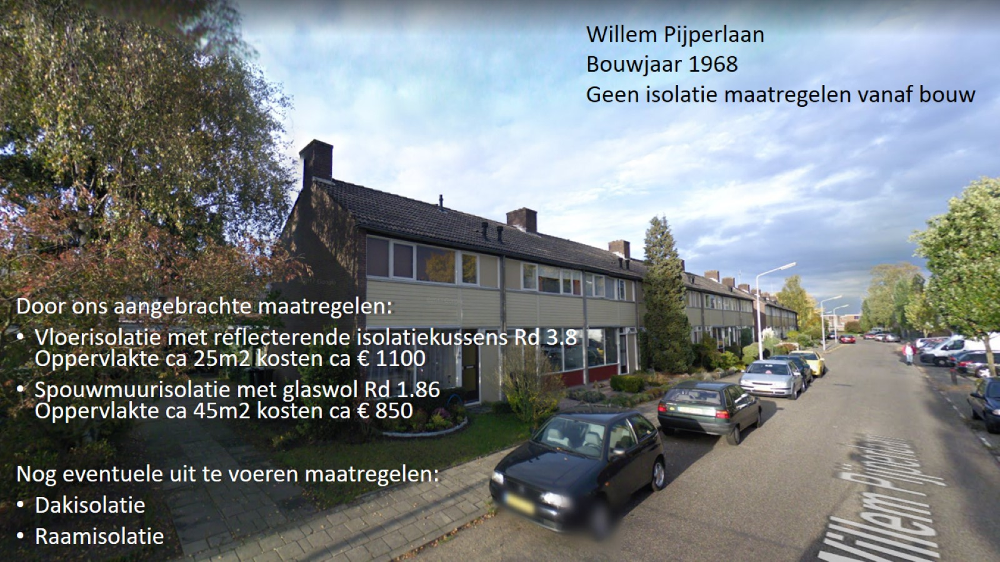 Willem Pijperlaan
Bouwjaar 1968
Geen isolatie maatregelen vanaf bouw
Door ons aangebrachte maatregelen:
• Vloerisolatie met reflecterende isolatiekussens Rd 3.8
Oppervlakte ca 25m2 kosten ca € 1100
• Spouwmuurisolatie met glaswol Rd 1.86
Oppervlakte ca 45m2 kosten ca € 850
Nog eventuele uit te voeren maatregelen:
• Dakisolatie
• Raamisolatie
Willem Pijperlaan